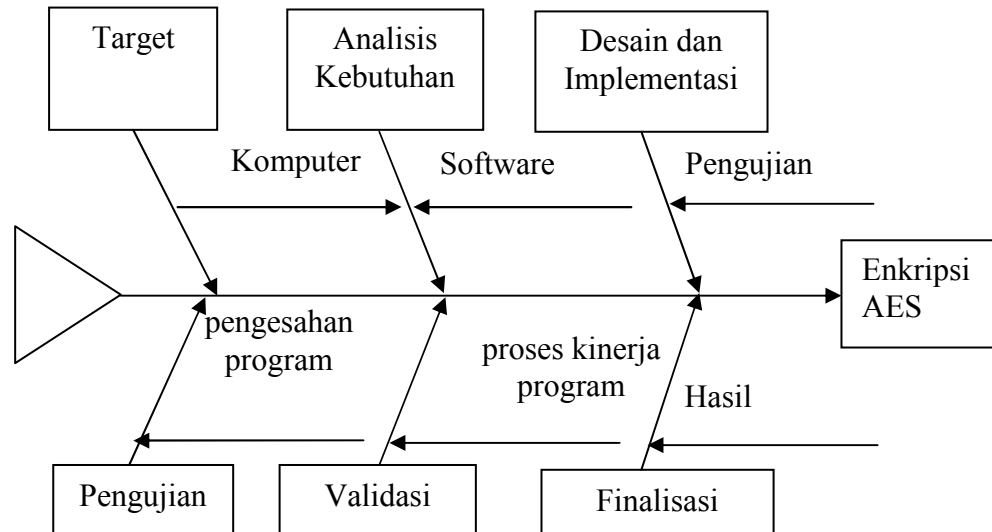 Target
Analisis
Kebutuhan
Desain dan
Implementasi
Komputer
Software
Pengujian
Enkripsi
AES
pengesahan
program
proses kinerja
program
Hasil
Pengujian
Validasi
Finalisasi